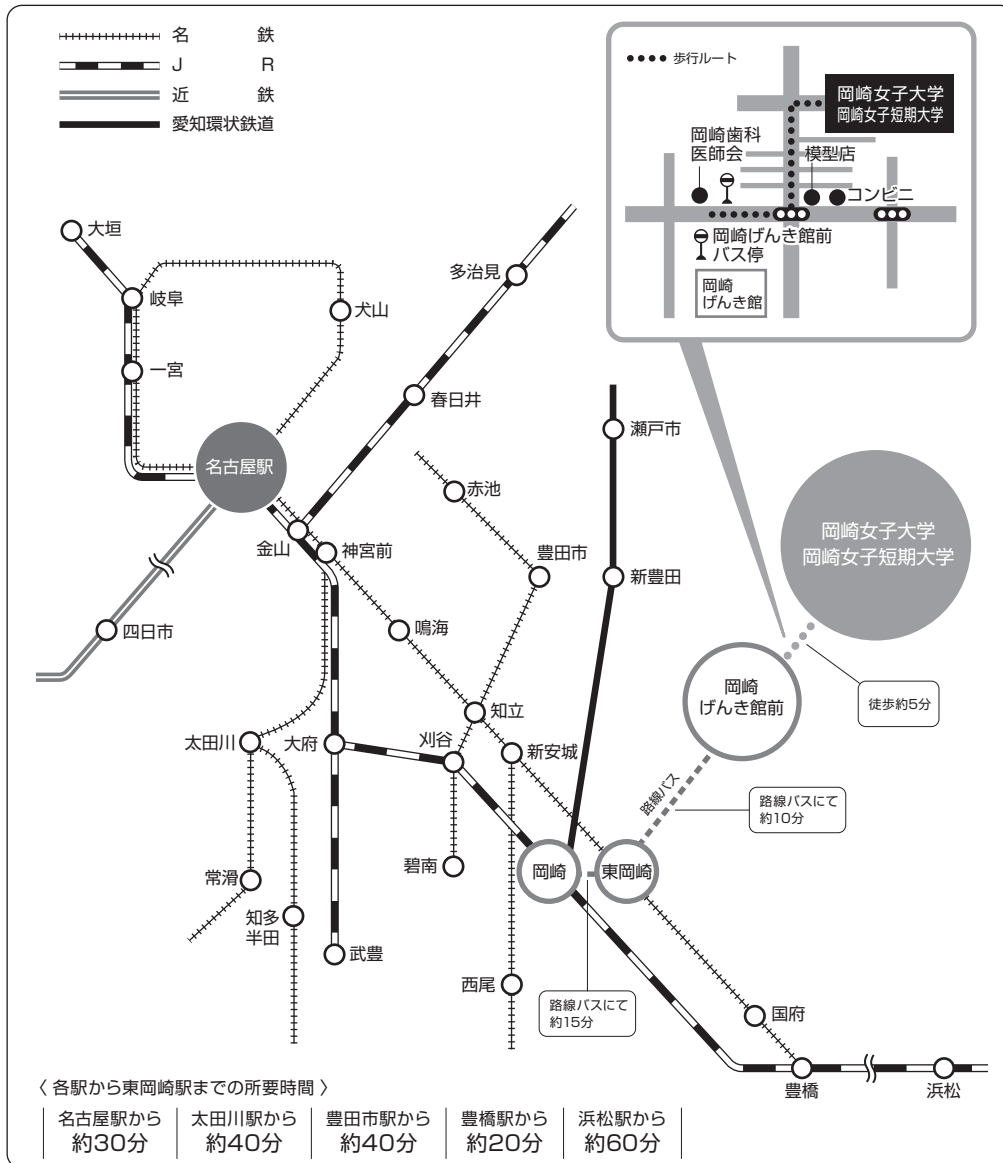 名鉄
JR
近鉄
愛知環状鉄道
歩行ルート
岡崎女子大学
岡崎女子短期大学
岡崎歯科
医師会
模型店
コンビニ
岡崎げんき館前
バス停
岡崎
げんき館
大垣
岐阜
一宮
犬山
多治見
春日井
名古屋駅
金山
神宮前
四日市
赤池
豊田市
瀬戸市
新豊田
鳴海
知立
岡崎女子大学
岡崎女子短期大学
岡崎
げんき館前
徒歩約5分
太田川
大府
刈谷
新安城
路線バス
路線バスにて
約10分
常滑
知多
半田
武豊
碧南
岡崎
東岡崎
西尾
路線バスにて
約15分
国府
豊橋
浜松
〈 各駅から東岡崎駅までの所要時間 〉
名古屋駅から
約30分
太田川駅から
約40分
豊田市駅から
約40分
豊橋駅から
約20分
浜松駅から
約60分